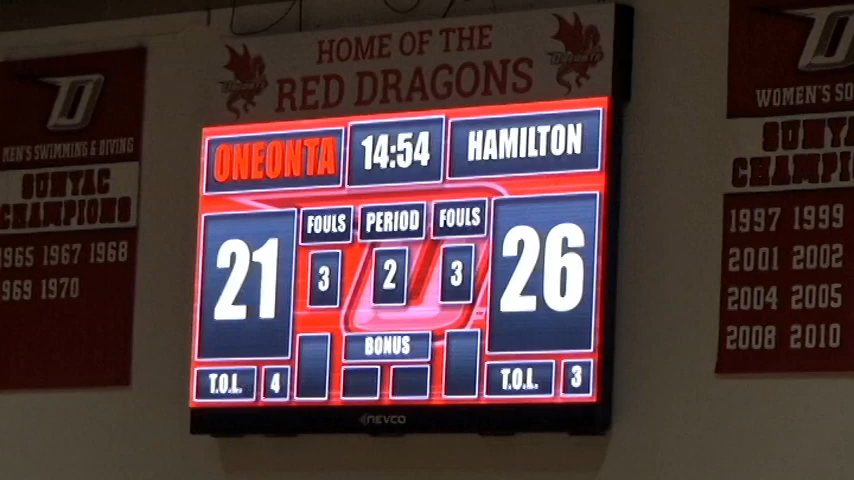 HOME OF THE
RED DRAGONS
MEN'S SWIMMING & DIVING
SUNYAC
CHAMPIONS
1965 1967 1968
1969 1970
ONEONTA 14:54 HAMILTON
FOULS PERIOD FOULS
21 3 2 3 26
BONUS
T.O.L. 4 T.O.L. 3
NEVCO
WOMEN'S SO
SUNYAC
CHAMPIO
1997 1999
2001 2002
2004 2005
2008 2010